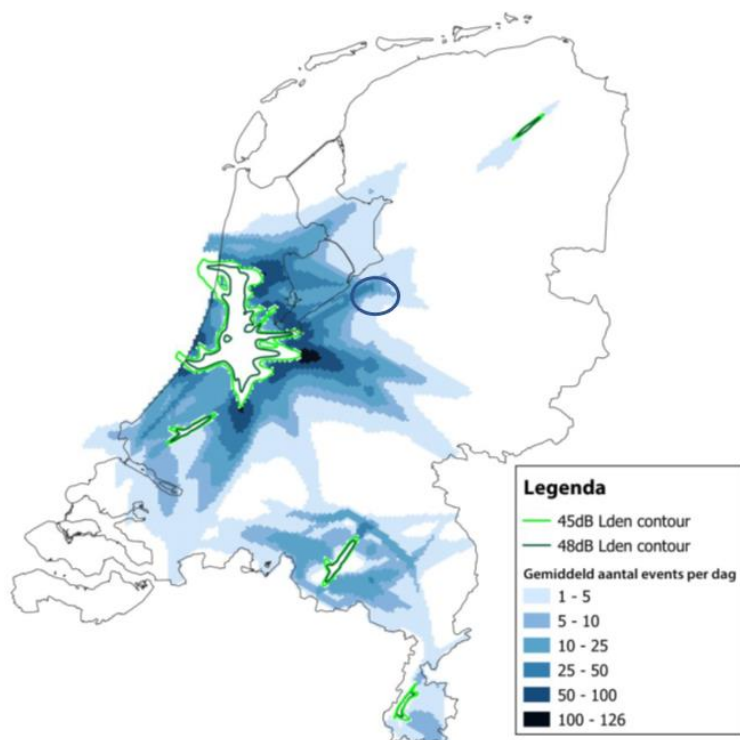 Legenda
45dB Lden contour
48dB Lden contour
Gemiddeld aantal events per dag
1 - 5
5 - 10
10 - 25
25 - 50
50 - 100
100 - 126